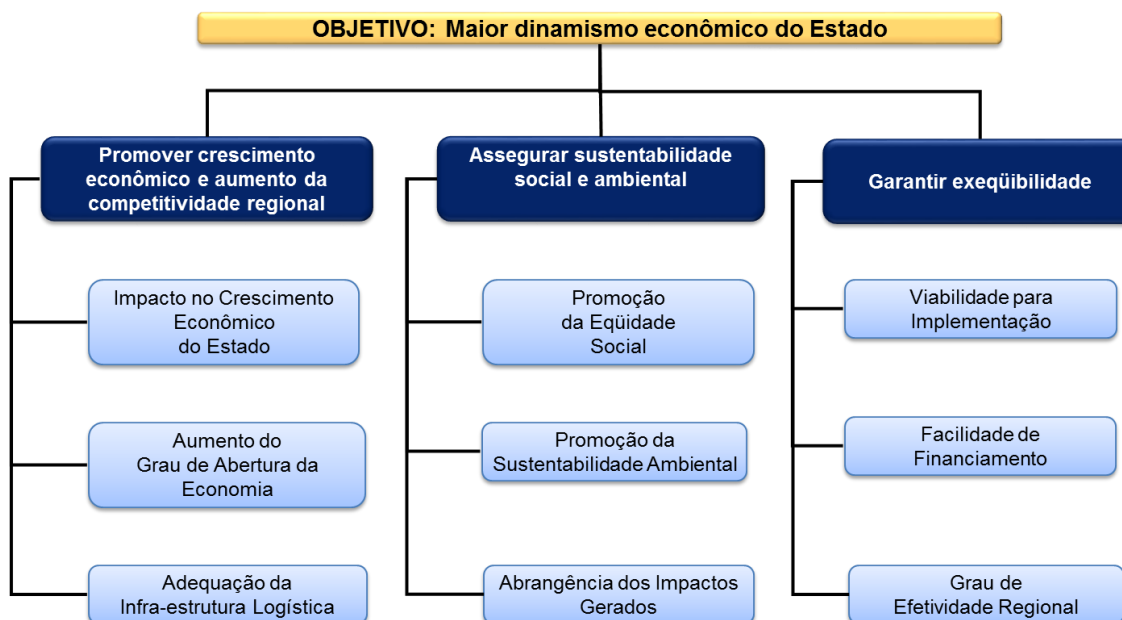 OBJETIVO: Maior dinamismo econômico do Estado
Promover crescimento
econômico e aumento da
competitividade regional
Impacto no Crescimento
Econômico
do Estado
Aumento do
Grau de Abertura da
Economia
Adequação da
Infra-estrutura Logística
Assegurar sustentabilidade
social e ambiental
Promoção
da Eqüidade
Social
Promoção da
Sustentabilidade Ambiental
Abrangência dos Impactos
Gerados
Garantir exeqüibilidade
Viabilidade para
Implementação
Facilidade de
Financiamento
Grau de
Efetividade Regional